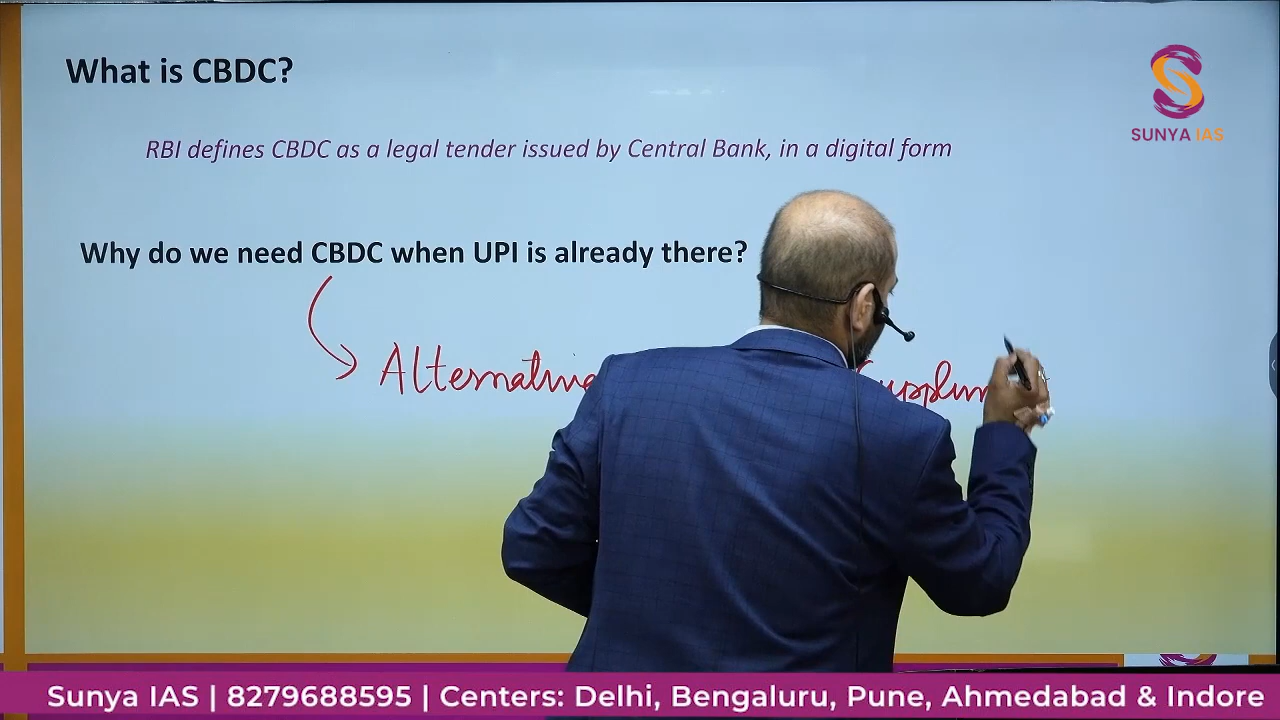 What is CBDC?
SUNYA IAS
RBI defines CBDC as a legal tender issued by Central Bank, in a digital form
Why do we need CBDC when UPI is already there?
Alternative
Sunya IAS | 8279688595 | Centers: Delhi, Bengaluru, Pune, Ahmedabad & Indore